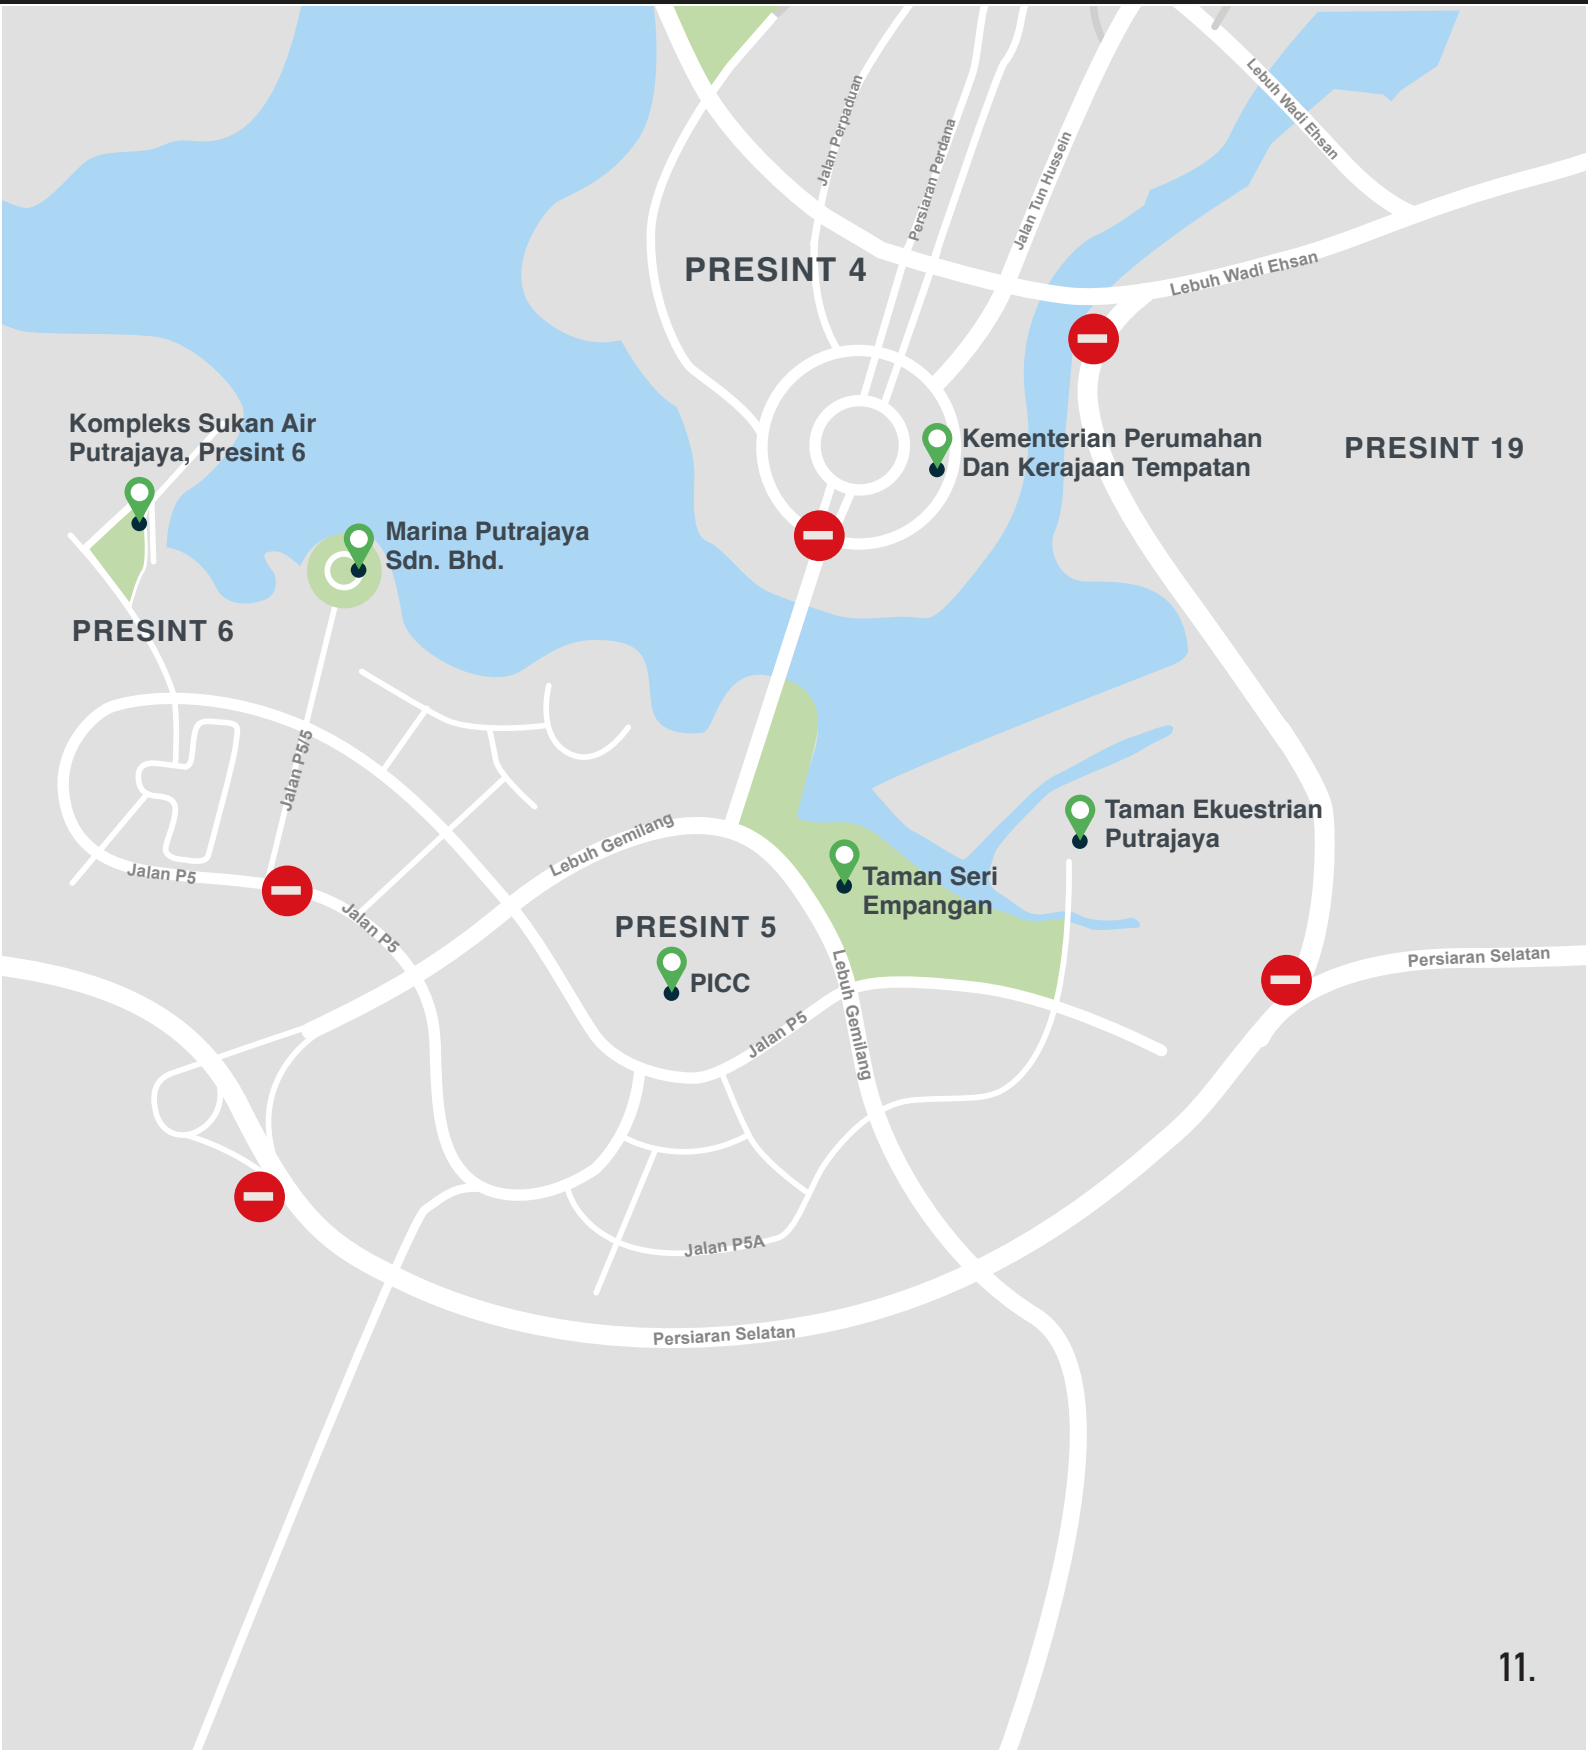 Lebuh Wadi Ehsan
Jalan Perpaduan
Persiaran Perdana
Jalan Tun Hussein
PRESINT 4
Lebuh Wadi Ehsan
Kompleks Sukan Air
Putrajaya, Presint 6
Kementerian Perumahan
Dan Kerajaan Tempatan
PRESINT 19
Marina Putrajaya
Sdn. Bhd.
PRESINT 6
Jalan P5/5
Lebuh Gemilang
Taman Ekuestrian
Putrajaya
Jalan P5
Taman Seri
Empangan
Jalan P5
PRESINT 5
PICC
Lebuh Gemilang
Persiaran Selatan
Jalan P5
Jalan P5A
Persiaran Selatan
11.